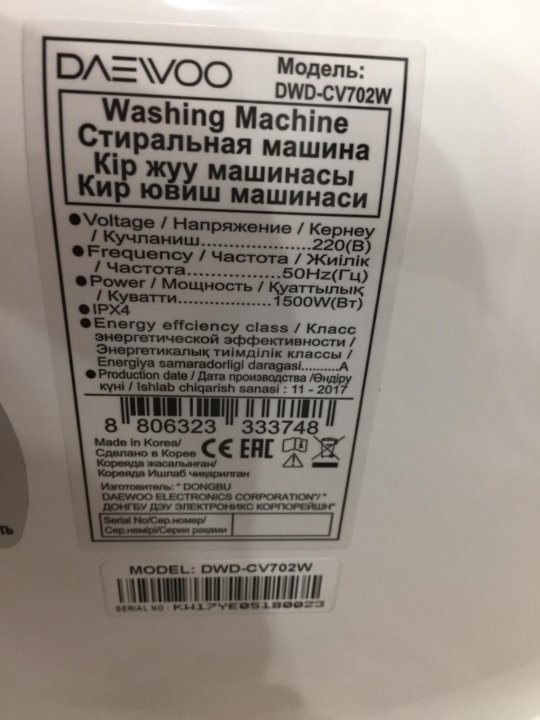 DAEWOO
Модель:
DWD-CV702W
Washing Machine
Стиральная машина
Кір жуу машинасы
Кир ювиш машинаси
●Voltage / Напряжение / Кернеу
/ Кучланиш..................220(В)
●Frequency / Частота / Жиілік
/ Частота..................50Hz(Гц)
●Power / Мощность / Қуаттылық
/ Куватти..................1500W(Вт)
●IPX4
●Energy effciency class / Класс
энергетической эффективности /
Энергетикалық тиімділік классы /
Energiya samaradorligi daragasi..........A
●Production date / Дата производства /Өндіру
күні / Ishlab chiqarish sanasi : 11 - 2017
8 806323 333748
Made in Korea/
Сделано в Корее
Кореяда жасалынған/
Кореяда Ишлаб чиқарилган
CE EAC
Изготовитель: " DONGBU
DAEWOO ELECTRONICS CORPORATION"/"
ДОНГБУ ДЭУ ЭЛЕКТРОНИКС КОРПОРЕЙШН"
Serial No/Сер.номер/
Сер.немірі/Серия рақами
MODEL: DWD-CV702W
SERIAL NO KW17YE05180023
ТЬ